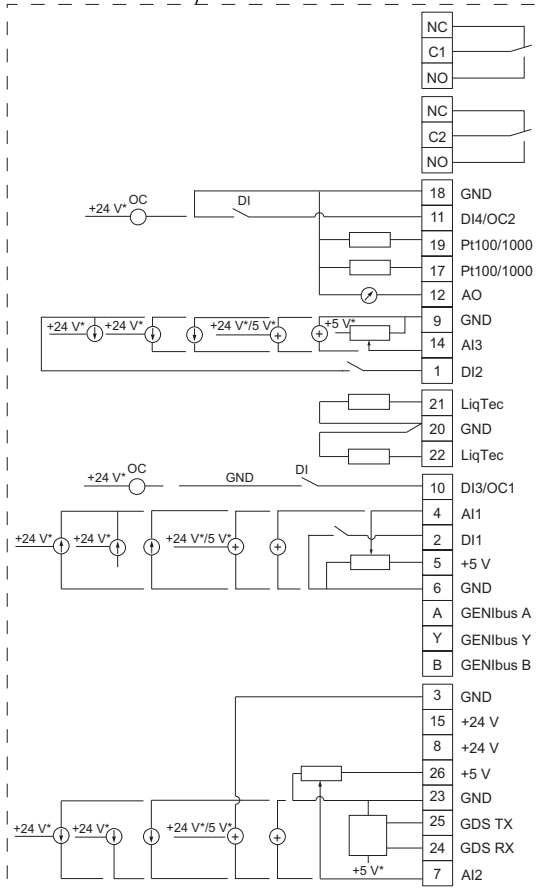 NC
C1
NO
NC
C2
NO
18 GND
+24 V* OC DI 11 DI4/OC2
19 Pt100/1000
17 Pt100/1000
12 AO
9 GND
+24 V* +24 V* +24 V*/5 V* +5 V*
14 AI3
1 DI2
21 LiqTec
20 GND
22 LiqTec
+24 V* OC GND DI 10 DI3/OC1
4 AI1
2 DI1
+24 V* +24 V* +24 V*/5 V*
5 +5 V
6 GND
A GENIbus A
Y GENIbus Y
B GENIbus B
3 GND
15 +24 V
8 +24 V
26 +5 V
23 GND
25 GDS TX
+24 V* +24 V* +24 V*/5 V*
24 GDS RX
+5 V*
7 AI2